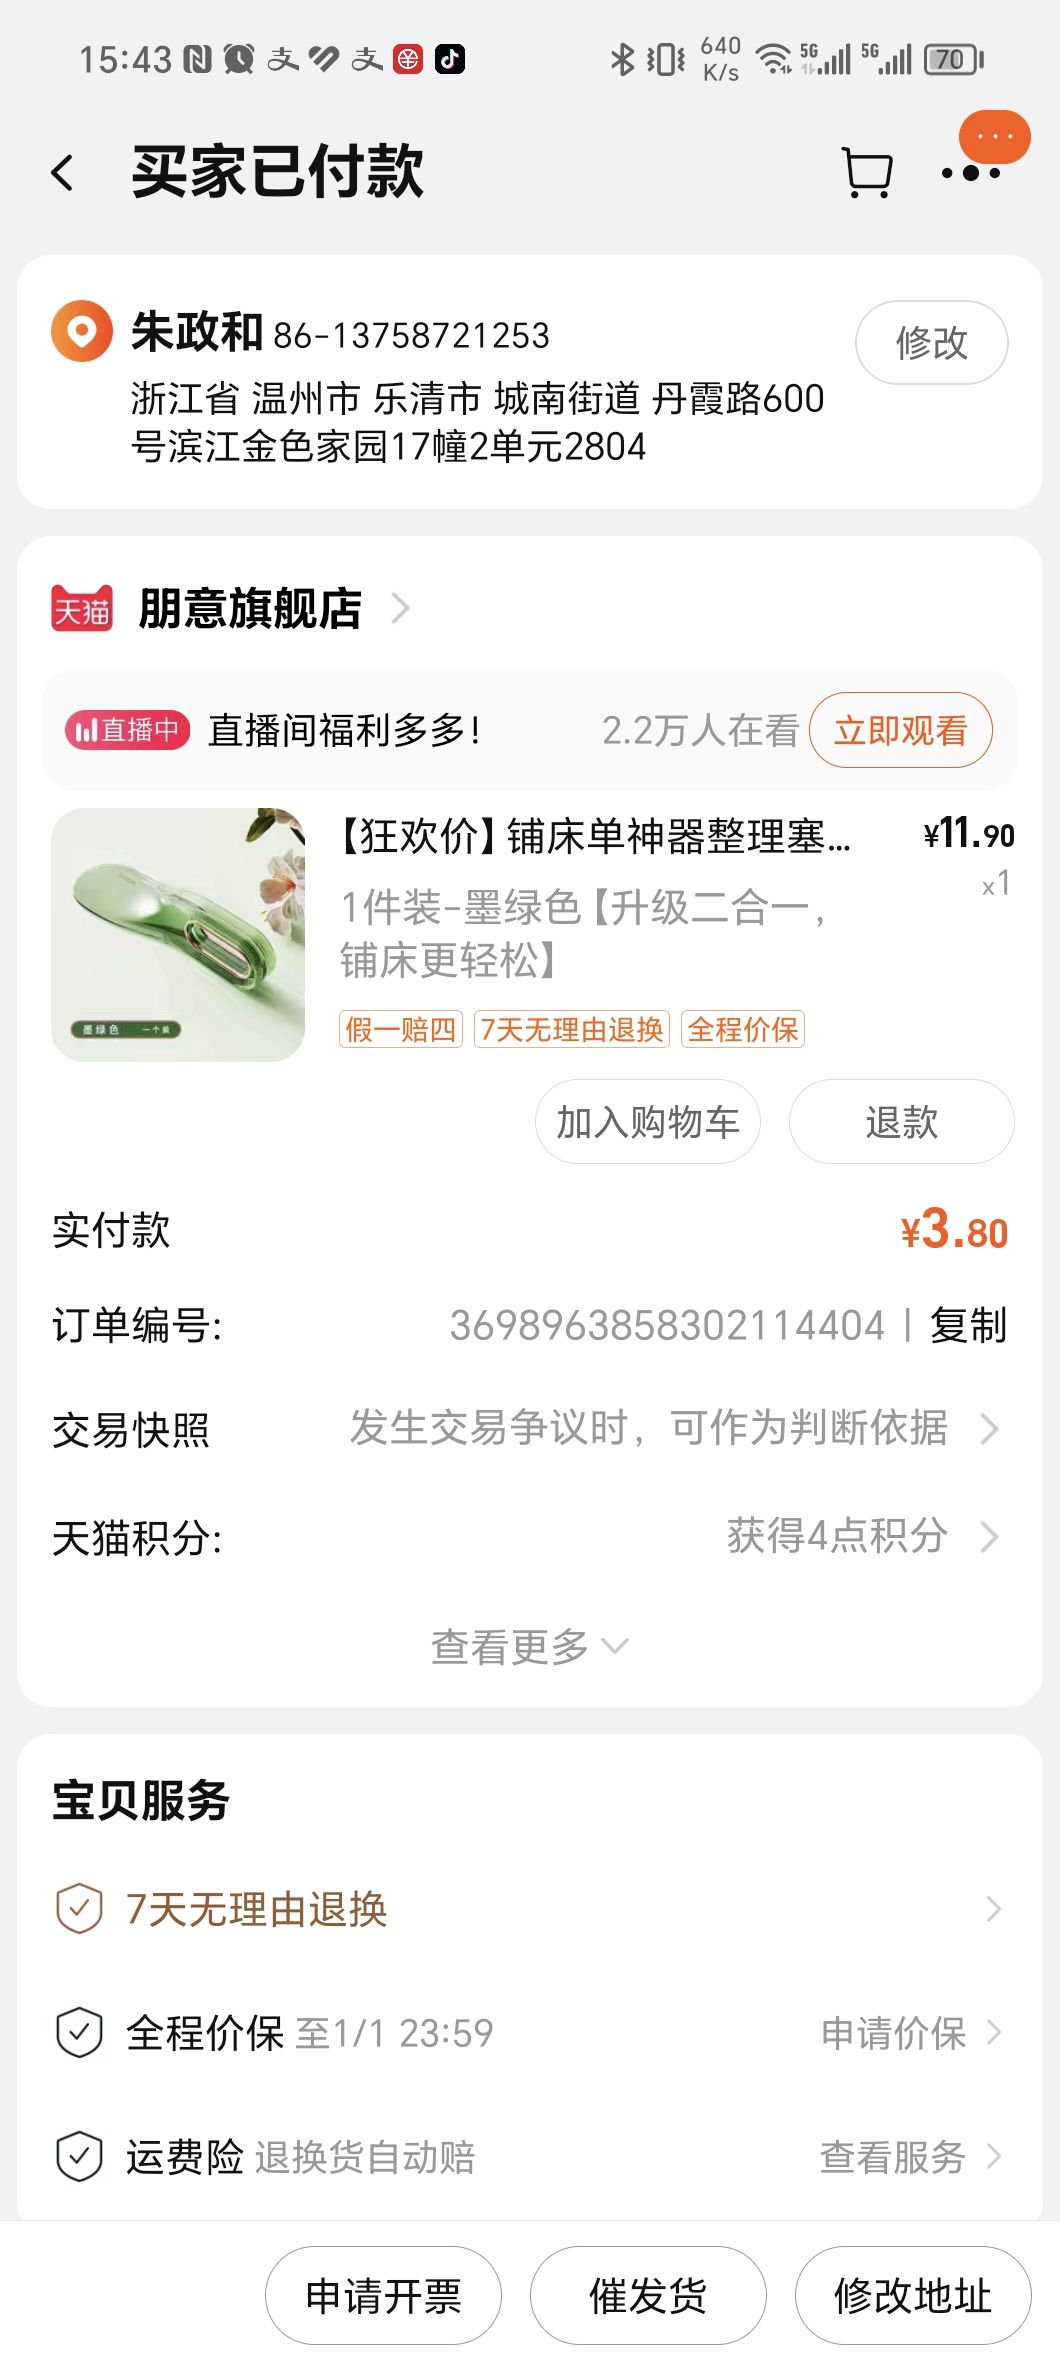 15:43
640
K/s
5G
5G
70
买家已付款
朱政和 86-13758721253
修改
浙江省 温州市 乐清市 城南街道 丹霞路600
号滨江金色家园17幢2单元2804
天猫 朋意旗舰店
直播中 直播间福利多多! 2.2万人在看 立即观看
【狂欢价】铺床单神器整理塞... ¥11.90
x1
1件装-墨绿色【升级二合一,
铺床更轻松】
墨绿色 一个装
假一赔四 7天无理由退换 全程价保
加入购物车 退款
实付款 ¥3.80
订单编号: 3698963858302114404 | 复制
交易快照 发生交易争议时, 可作为判断依据
天猫积分: 获得4点积分
查看更多
宝贝服务
7天无理由退换
全程价保 至1/1 23:59 申请价保
运费险 退换货自动赔 查看服务
申请开票 催发货 修改地址